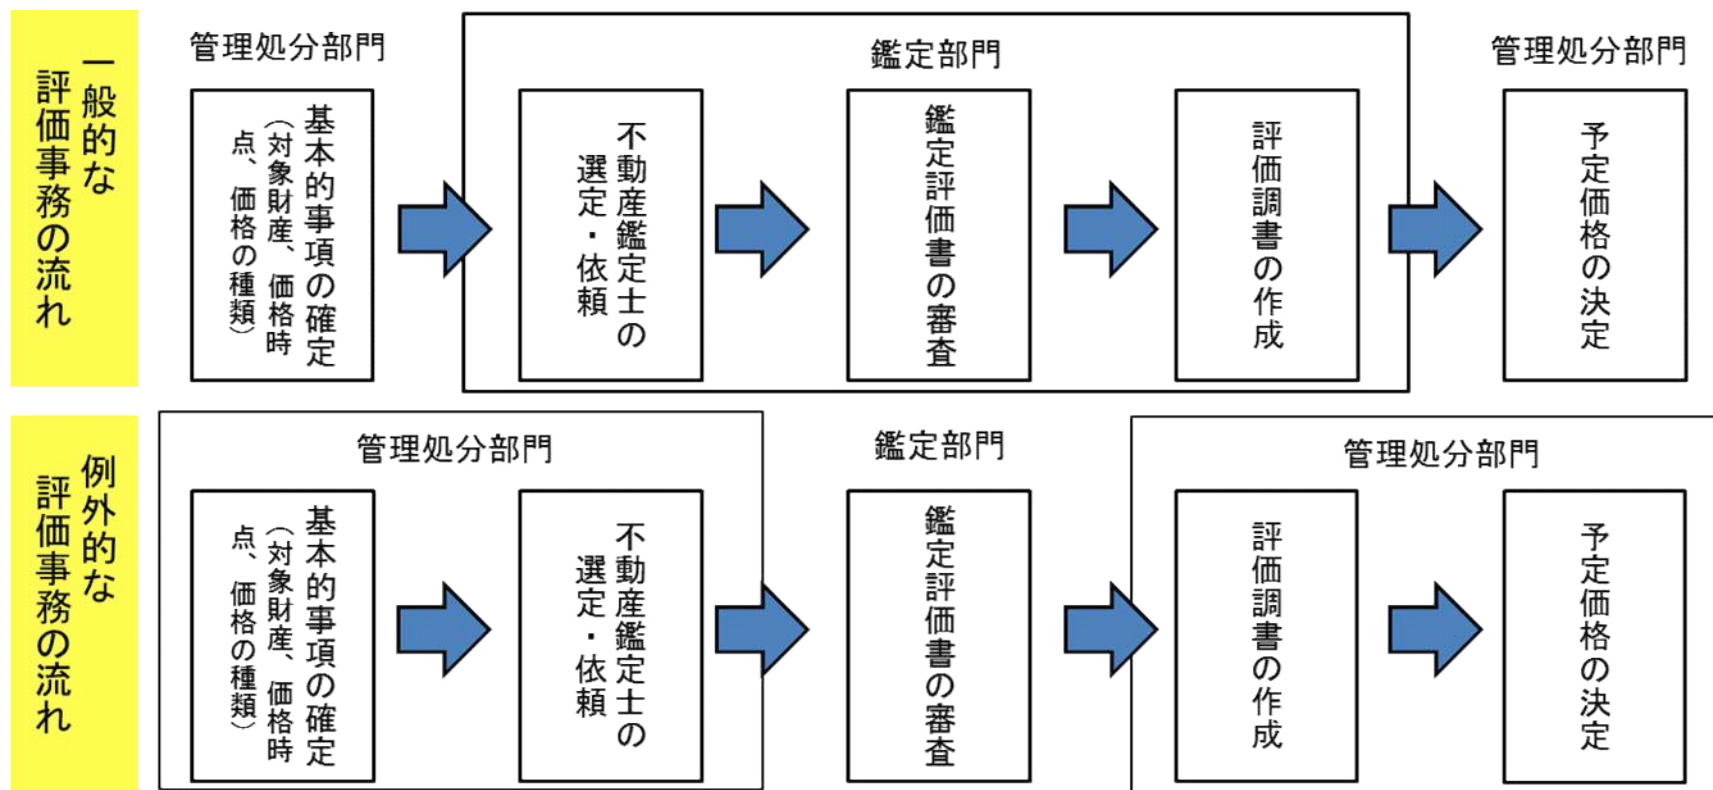 一般的な
評価事務の流れ
管理処分部門
基本的事項の確定
（対象財産、価格時
点、価格の種類）
鑑定部門
不動産鑑定士の
選定・依頼
鑑定評価書の審査
評価調書の作成
管理処分部門
予定価格の決定
例外的な
評価事務の流れ
管理処分部門
基本的事項の確定
（対象財産、価格時
点、価格の種類）
不動産鑑定士の
選定・依頼
鑑定部門
鑑定評価書の審査
管理処分部門
評価調書の作成
予定価格の決定